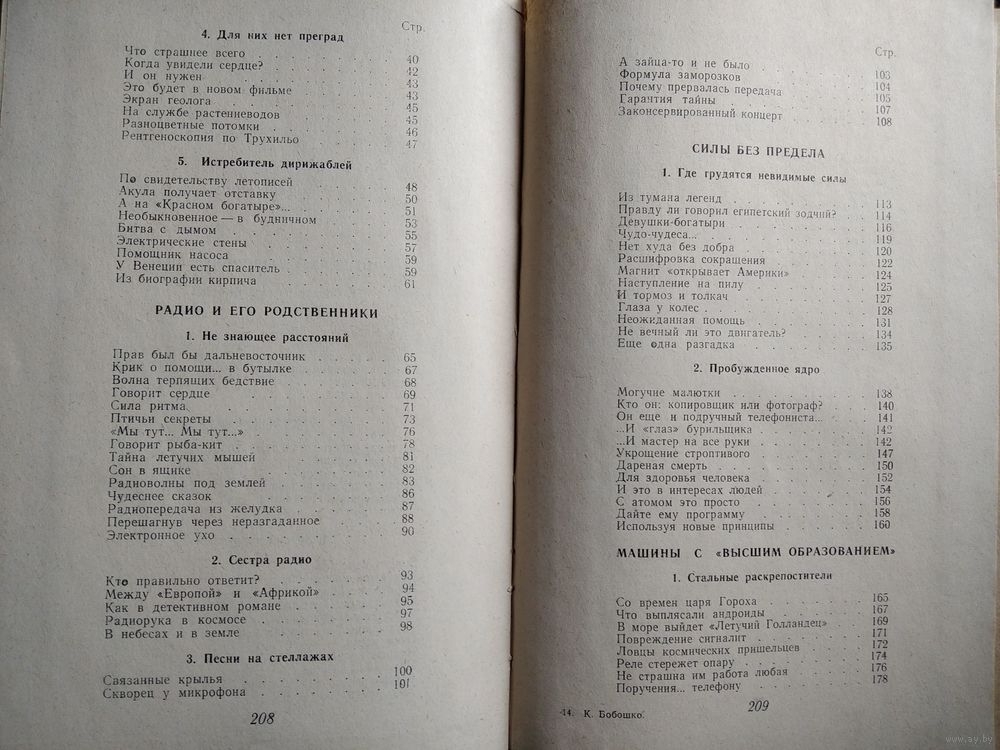 4. Для них нет преград
Стр.
Что страшнее всего . . . . . . . 40
Когда увидели сердце? . . . . . . 42
И он нужен . . . . . . . . 43
Это будет в новом фильме . . . . . 43
Экран геолога . . . . . . . . 45
На службе растениеводов . . . . . 45
Разноцветные потомки . . . . . . 46
Рентгеноскопия по Трухильо . . . . 47
5. Истребитель дирижаблей
По свидетельству летописей . . . . 48
Акула получает отставку . . . . . 50
А на «Красном богатыре»... . . . . 51
Необыкновенное — в будничном . . . 53
Битва с дымом . . . . . . . 55
Электрические стены . . . . . . 57
Помощник насоса . . . . . . . 59
У Венеции есть спаситель . . . . . 59
Из биографии кирпича . . . . . . 61
РАДИО И ЕГО РОДСТВЕННИКИ
1. Не знающее расстояний
Прав был бы дальневосточник . . . . 65
Крик о помощи... в бутылке . . . . 67
Волна терпящих бедствие . . . . . 68
Говорит сердце . . . . . . . 69
Сила ритма . . . . . . . . 71
Птичьи секреты . . . . . . . 73
«Мы тут... Мы тут...» . . . . . . 76
Говорит рыба-кит . . . . . . . 78
Тайна летучих мышей . . . . . . 81
Сон в ящике . . . . . . . . 82
Радиоволны под землей . . . . . 83
Чудеснее сказок . . . . . . . 86
Радиопередача из желудка . . . . . 87
Перешагнув через неразгаданное . . . 88
Электронное ухо . . . . . . . 90
2. Сестра радио
Кто правильно ответит? . . . . . 93
Между «Европой» и «Африкой» . . . . 94
Как в детективном романе . . . . . 95
Радиорука в космосе . . . . . . 97
В небесах и в земле . . . . . . 98
3. Песни на стеллажах
Связанные крылья . . . . . . . 100
Скворец у микрофона . . . . . . 101
208
Стр.
А зайца-то и не было . . . . . . 103
Формула заморозков . . . . . . 104
Почему прервалась передача . . . . 105
Гарантия тайны . . . . . . . 107
Законсервированный концерт . . . . 108
СИЛЫ БЕЗ ПРЕДЕЛА
1. Где грудятся невидимые силы
Из тумана легенд . . . . . . . 113
Правду ли говорил египетский зодчий? . . 114
Девушки-богатыри . . . . . . . 116
Чудо-чудеса... . . . . . . . 119
Нет худа без добра . . . . . . 120
Расшифровка сокращения . . . . . 122
Магнит «открывает Америки» . . . . 124
Наступление на пилу . . . . . . 125
И тормоз и толкач . . . . . . 127
Глаза у колес . . . . . . . . 128
Неожиданная помощь . . . . . . 131
Не вечный ли это двигатель? . . . . 134
Еще одна разгадка . . . . . . 135
2. Пробужденное ядро
Могучие малютки . . . . . . . 138
Кто он: копировщик или фотограф? . . . 140
Он еще и подручный телефониста... . . . 141
...И «глаз» бурильщика . . . . . . 142
...И мастер на все руки . . . . . . 142
Укрощение строптивого . . . . . . 147
Дареная смерть . . . . . . . 150
Для здоровья человека . . . . . . 152
И это в интересах людей . . . . . 154
С атомом это просто . . . . . . 156
Дайте ему программу . . . . . . 158
Используя новые принципы . . . . . 160
МАШИНЫ С «ВЫСШИМ ОБРАЗОВАНИЕМ»
1. Стальные раскрепостители
Со времен царя Гороха . . . . . . 165
Что выплясали андроиды . . . . . 167
В море выйдет «Летучий Голландец» . . . 169
Повреждение сигналит . . . . . . 171
Ловцы космических пришельцев . . . . 172
Реле стережет опару . . . . . . 174
Не страшна им работа любая . . . . 176
Поручения... телефону . . . . . . 178
14. К. Бобошко.
209
www.ay.by